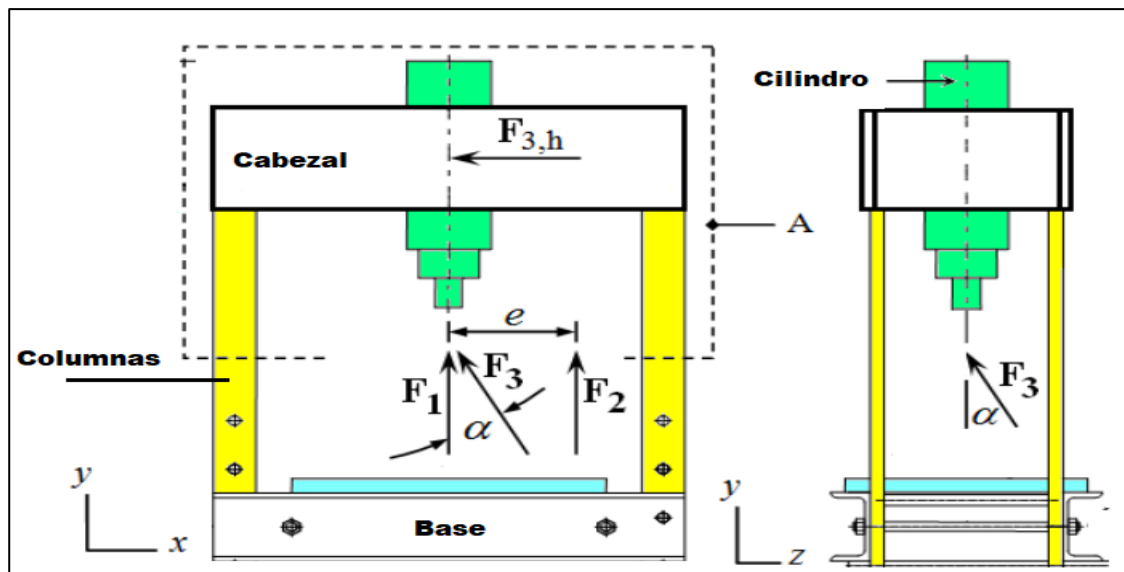 Cilindro
F3,h
Cabezal
A
e
Columnas
F1
F3
F2
F3
α
α
y
x
Base
y
z